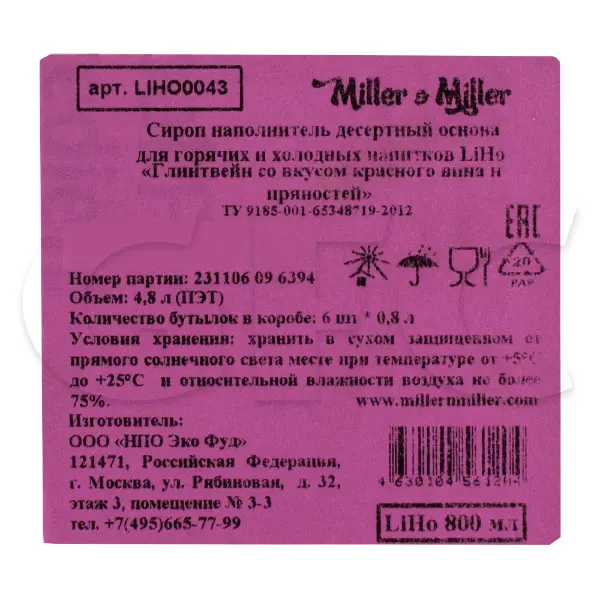 арт. LIHO0043
Miller & Miller
Сироп наполнитель десертный основа
для горячих и холодных напитков LiHo
«Глинтвейн со вкусом красного вина и
пряностей»
ТУ 9185-001-65348719-2012
EAC
20
PAP
Номер партии: 231106 09 6394
Объем: 4,8 л (ПЭТ)
Количество бутылок в коробе: 6 шт * 0,8 л
Условия хранения: хранить в сухом защищенном от
прямого солнечного света месте при температуре от +5°С
до +25°С и относительной влажности воздуха не более
75%.
www.millernmiller.com
Изготовитель:
ООО «НПО Эко Фуд»
121471, Российская Федерация,
г. Москва, ул. Рябиновая, д. 32,
этаж 3, помещение № 3-3
тел. +7(495)665-77-99
4 630104 5612
LiHo 800 мл